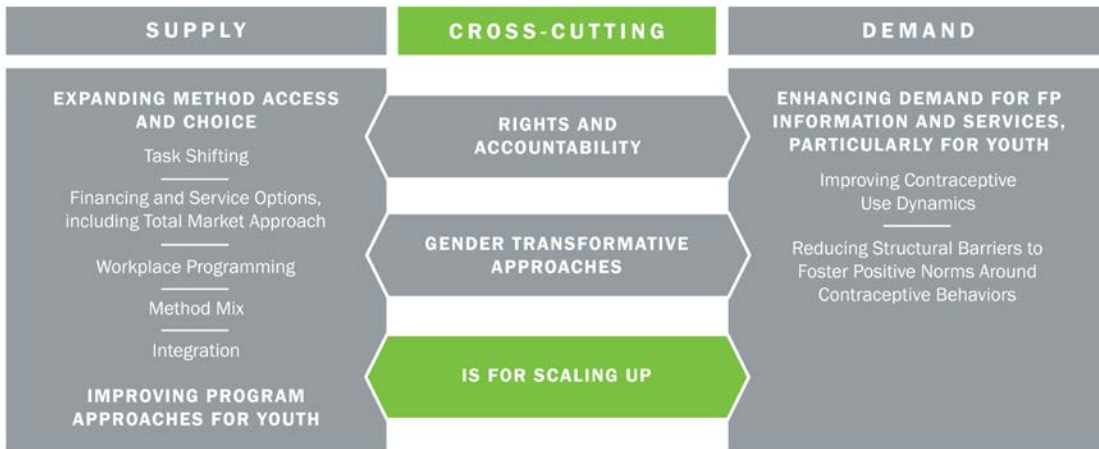 SUPPLY
CROSS-CUTTING
DEMAND
EXPANDING METHOD ACCESS
AND CHOICE
Task Shifting
Financing and Service Options,
including Total Market Approach
Workplace Programming
Method Mix
Integration
IMPROVING PROGRAM
APPROACHES FOR YOUTH
RIGHTS AND
ACCOUNTABILITY
GENDER TRANSFORMATIVE
APPROACHES
IS FOR SCALING UP
ENHANCING DEMAND FOR FP
INFORMATION AND SERVICES,
PARTICULARLY FOR YOUTH
Improving Contraceptive
Use Dynamics
Reducing Structural Barriers to
Foster Positive Norms Around
Contraceptive Behaviors